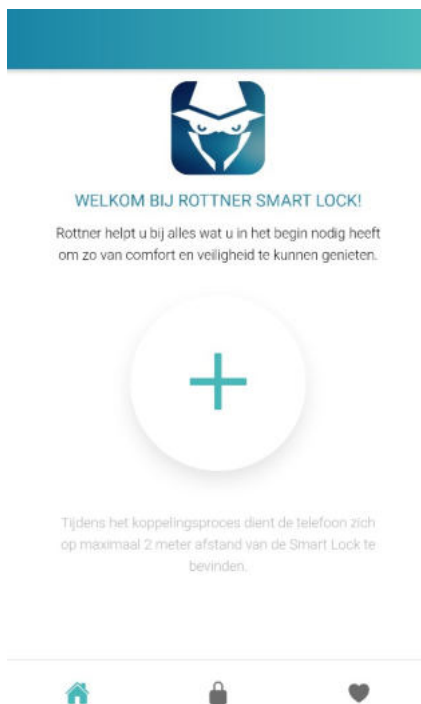 WELKOM BIJ ROTTNER SMART LOCK!
Rottner helpt u bij alles wat u in het begin nodig heeft
om zo van comfort en veiligheid te kunnen genieten.
Tijdens het koppelingsproces dient de telefoon zich
op maximaal 2 meter afstand van de Smart Lock te
bevinden.